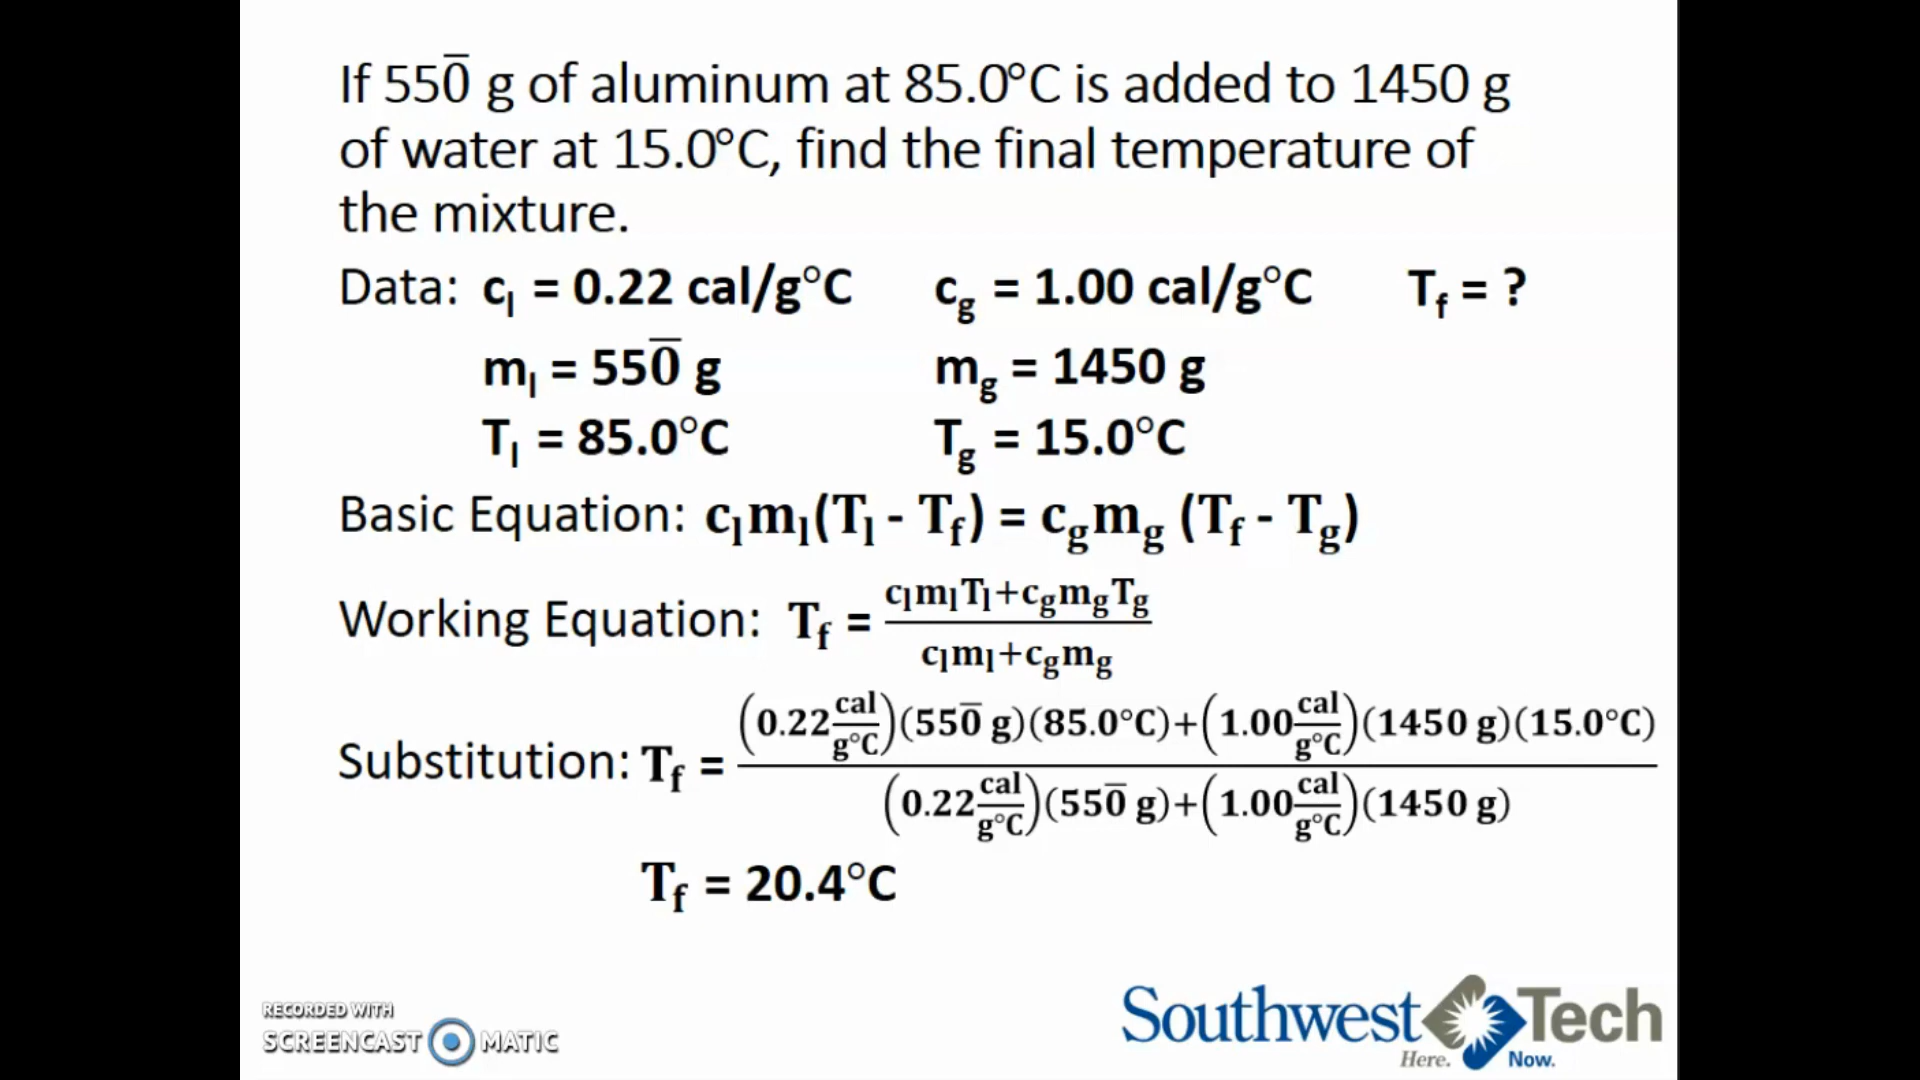 If 550̅ g of aluminum at 85.0°C is added to 1450 g
of water at 15.0°C, find the final temperature of
the mixture.
Data: cₗ = 0.22 cal/g°C c_g = 1.00 cal/g°C T_f = ?
mₗ = 550̅ g m_g = 1450 g
Tₗ = 85.0°C T_g = 15.0°C
Basic Equation: cₗmₗ(Tₗ - T_f) = c_gm_g (T_f - T_g)
Working Equation: T_f = (cₗmₗTₗ+c_gm_gT_g)/(cₗmₗ+c_gm_g)
Substitution: T_f = ((0.22 cal/g°C)(550̅ g)(85.0°C)+(1.00 cal/g°C)(1450 g)(15.0°C))/((0.22 cal/g°C)(550̅ g)+(1.00 cal/g°C)(1450 g))
T_f = 20.4°C
RECORDED WITH
SCREENCAST MATIC
Southwest Tech
Here. Now.